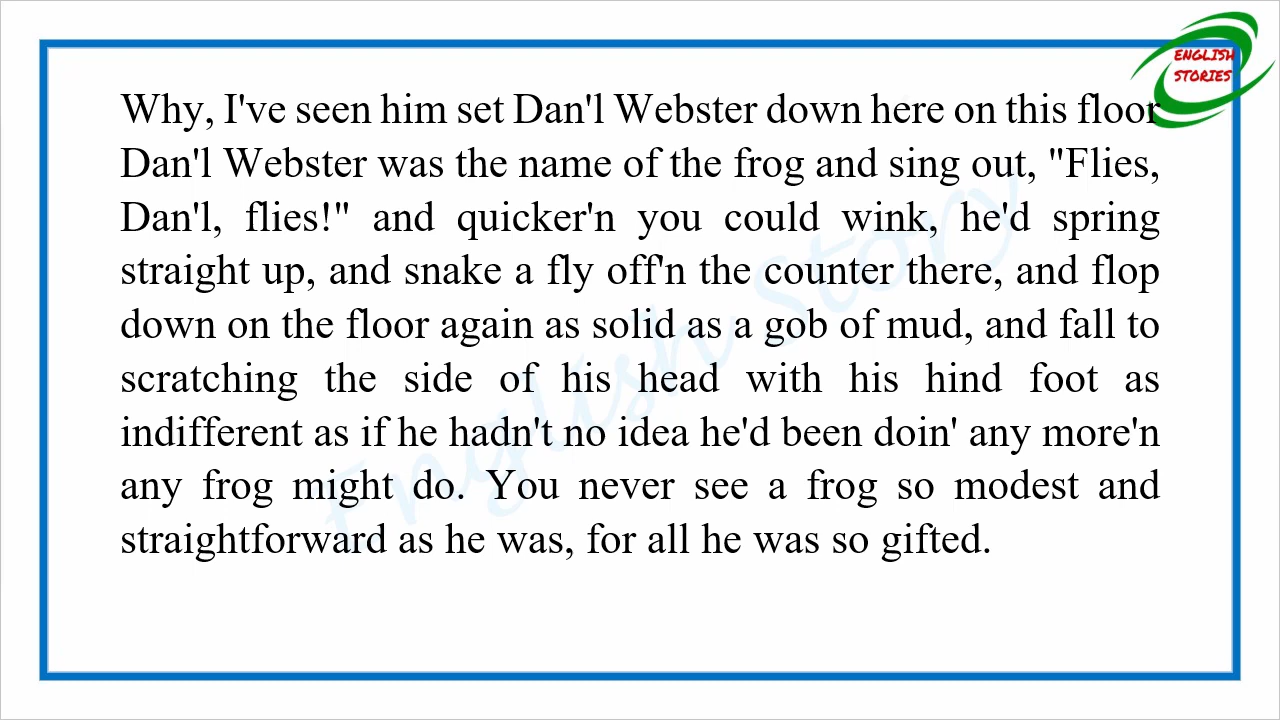 ENGLISH
STORIES
Why, I've seen him set Dan'l Webster down here on this floor
Dan'l Webster was the name of the frog and sing out, "Flies,
Dan'l, flies!" and quicker'n you could wink, he'd spring
straight up, and snake a fly off'n the counter there, and flop
down on the floor again as solid as a gob of mud, and fall to
scratching the side of his head with his hind foot as
indifferent as if he hadn't no idea he'd been doin' any more'n
any frog might do. You never see a frog so modest and
straightforward as he was, for all he was so gifted.
English Story